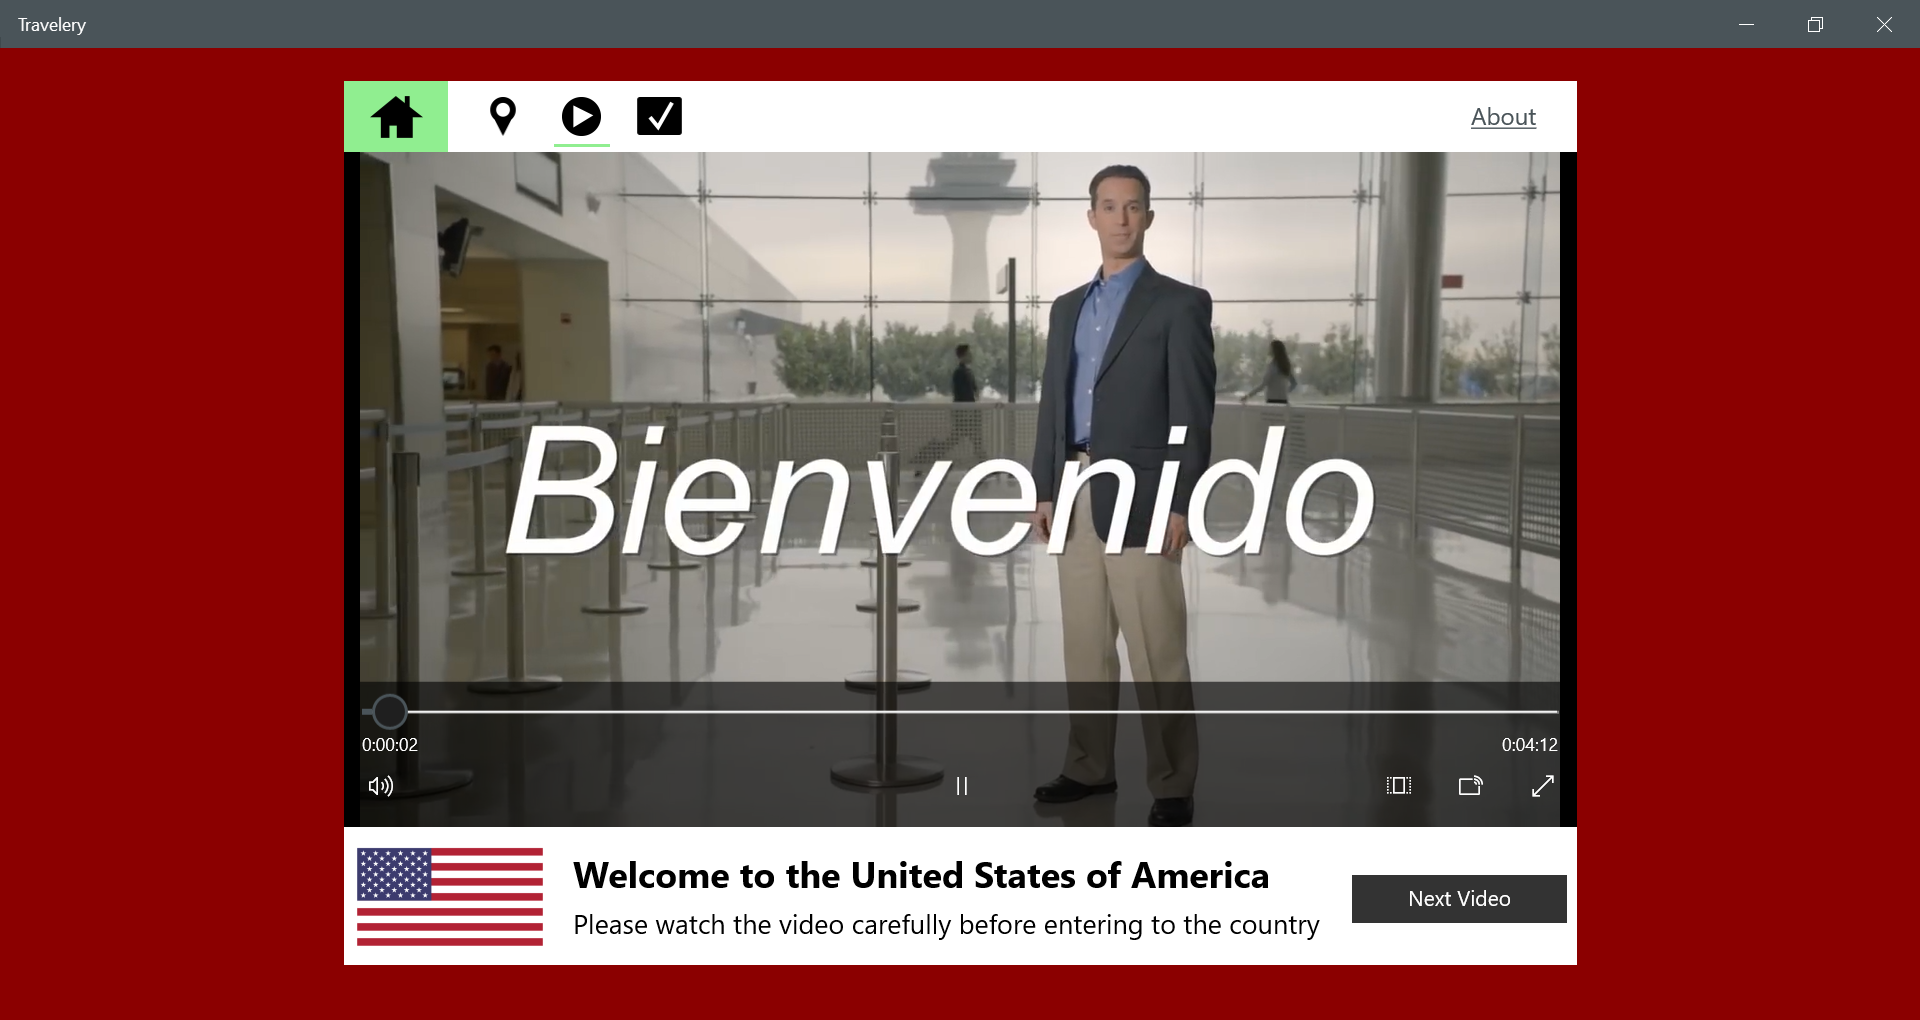 Travelery
About
Bienvenido
0:00:02
0:04:12
Welcome to the United States of America
Please watch the video carefully before entering to the country
Next Video